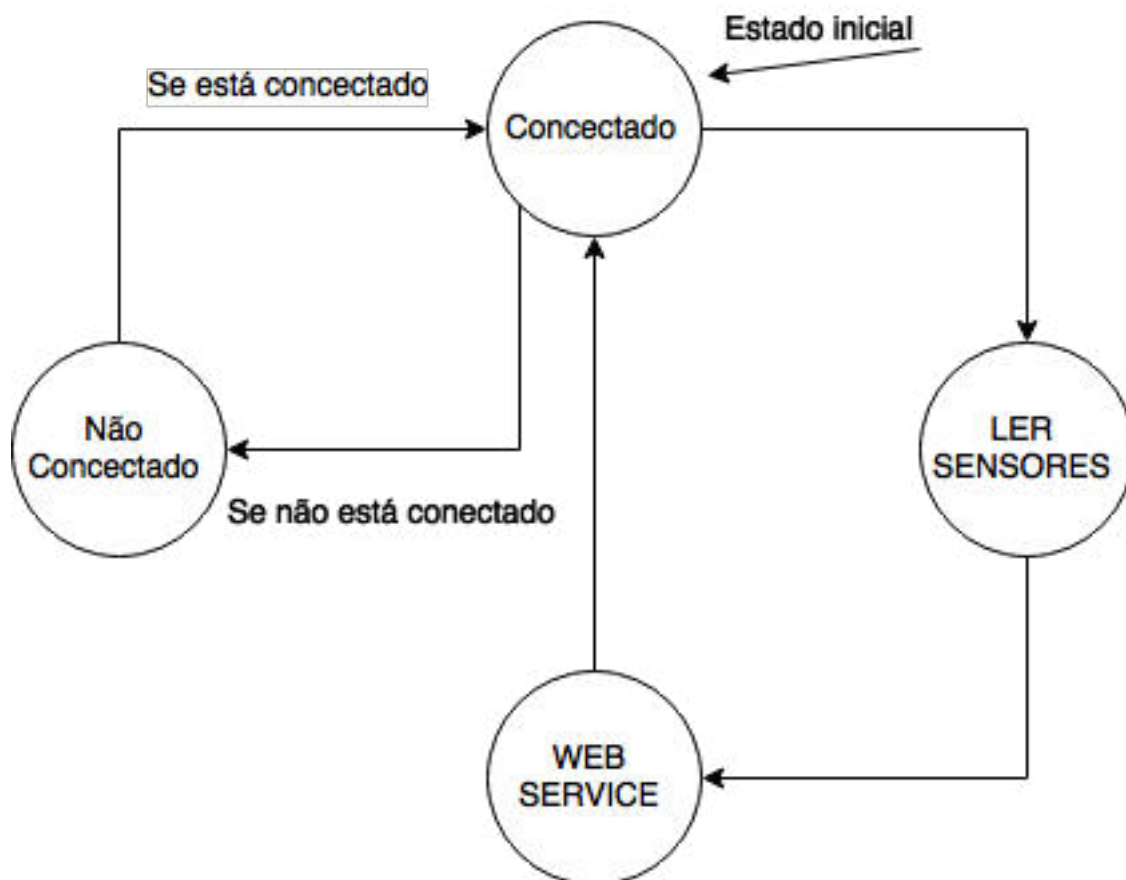 Estado inicial
Se está concectado
Concectado
Não
Concectado
LER
SENSORES
Se não está conectado
WEB
SERVICE